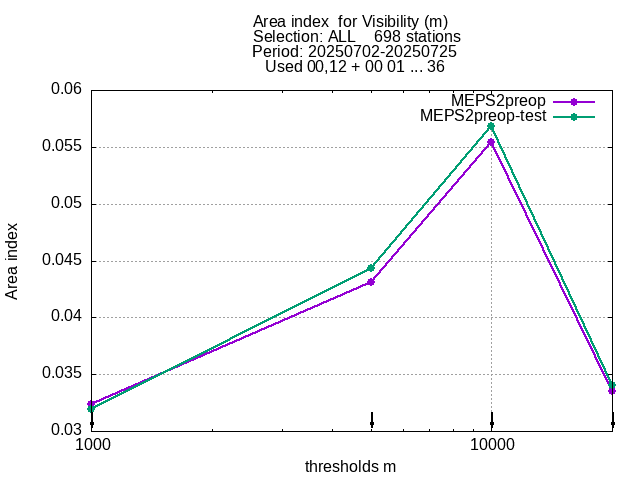 Area index  for Visibility (m)
Selection: ALL    698 stations
Period: 20250702-20250725
Used 00,12 + 00 01 ... 36
MEPS2preop
MEPS2preop-test
0.06
0.055
0.05
0.045
0.04
0.035
0.03
Area index
1000
10000
thresholds m